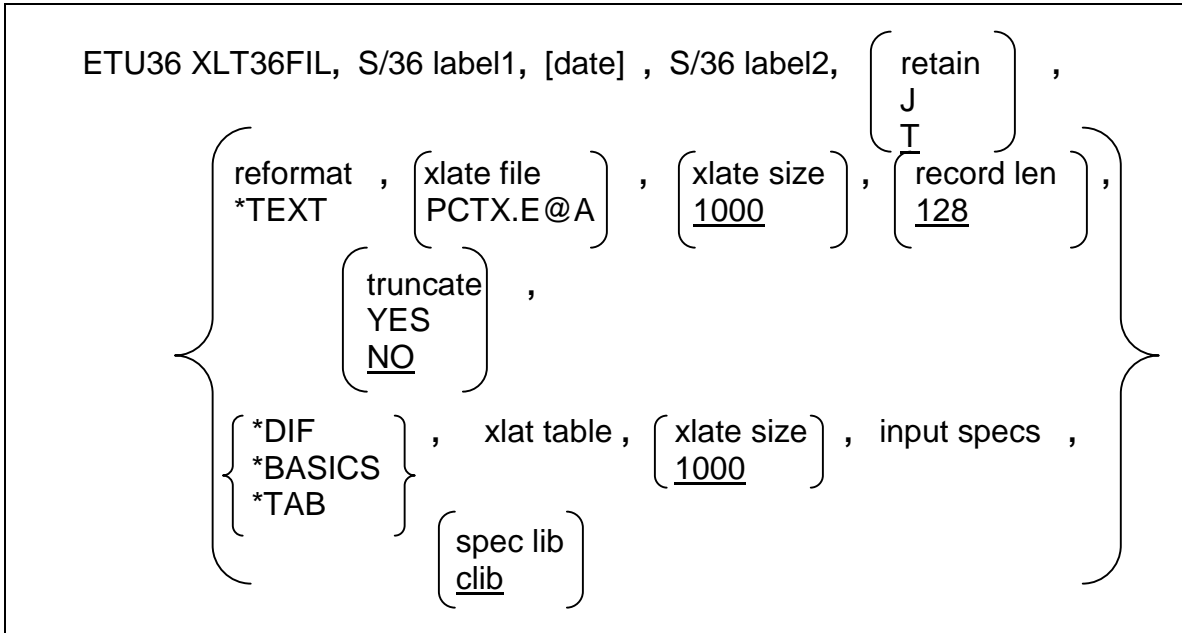 ETU36 XLT36FIL, S/36 label1, [date] , S/36 label2, retain ,
J
T
reformat , xlate file , xlate size , record len ,
*TEXT PCTX.E@A 1000 128
truncate ,
YES
NO
*DIF , xlat table , xlate size , input specs ,
*BASICS 1000
*TAB
spec lib
clib